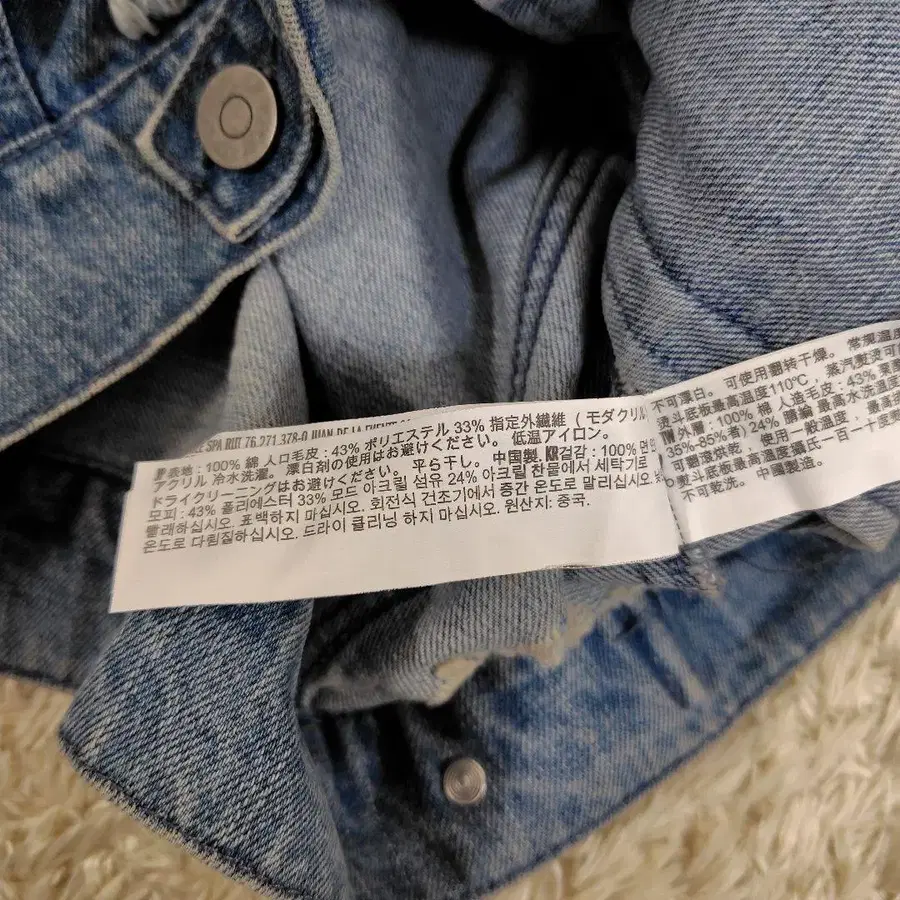 SPA RUT 76.271.378-0 JUAN DE LA
表地 : 100% 綿 人口毛皮 : 43% ポリエステル 33% 指定外繊維 ( モダクリル
アクリル 冷水洗濯。 漂白剤の使用はお避けください。 低温アイロン。
ドライクリーニングはお避けください。 平ら干し。中国製.KR겉감 : 100% 면 인
모피 : 43% 폴리에스터 33% 모드 아크릴 섬유 24% 아크릴 찬물에서 세탁기로
빨래하십시오. 표백하지 마십시오. 회전식 건조기에서 중간 온도로 말리십시오.
온도로 다림질하십시오. 드라이 클리닝 하지 마십시오. 원산지: 중국.
不可漂白。可使用翻转干燥。常
熨斗底板最高温度110℃，蒸汽熨烫可
外層 : 100% 棉 人造毛皮: 43%
35%-85%者) 24% 腈綸 最高水洗溫度
可翻滾烘乾，使用一般溫度，最高
熨斗底板最高溫度攝氏一百一十度
不可乾洗。中國製造。